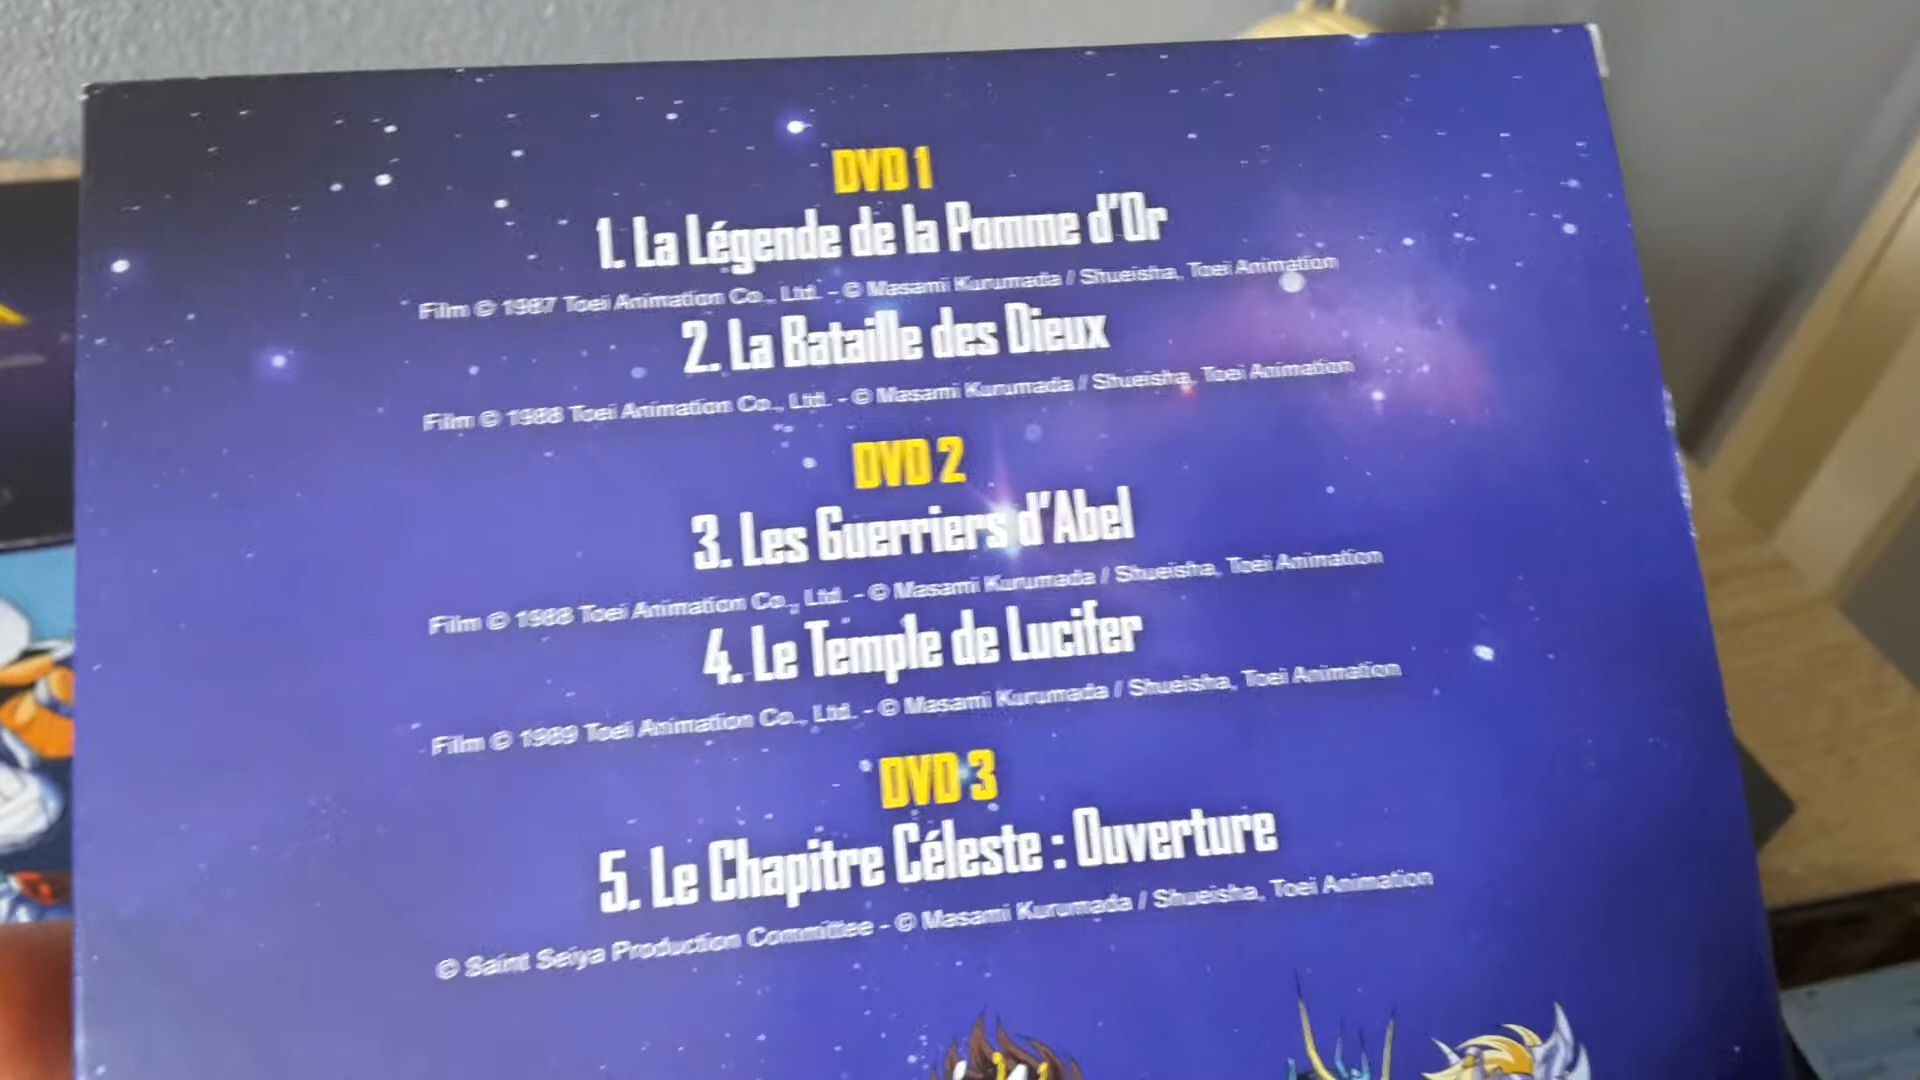 DVD 1
1. La Légende de la Pomme d'Or
Film © 1987 Toei Animation Co., Ltd. - © Masami Kurumada / Shueisha, Toei Animation
2. La Bataille des Dieux
Film © 1988 Toei Animation Co., Ltd. - © Masami Kurumada / Shueisha, Toei Animation
DVD 2
3. Les Guerriers d'Abel
Film © 1988 Toei Animation Co., Ltd. - © Masami Kurumada / Shueisha, Toei Animation
4. Le Temple de Lucifer
Film © 1989 Toei Animation Co., Ltd. - © Masami Kurumada / Shueisha, Toei Animation
DVD 3
5. Le Chapitre Céleste : Ouverture
© Saint Seiya Production Committee - © Masami Kurumada / Shueisha, Toei Animation